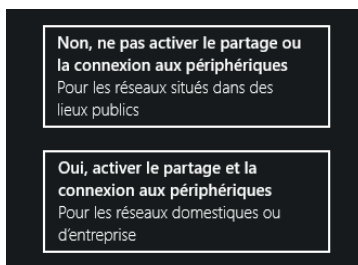 Non, ne pas activer le partage ou
la connexion aux périphériques
Pour les réseaux situés dans des
lieux publics
Oui, activer le partage et la
connexion aux périphériques
Pour les réseaux domestiques ou
d'entreprise